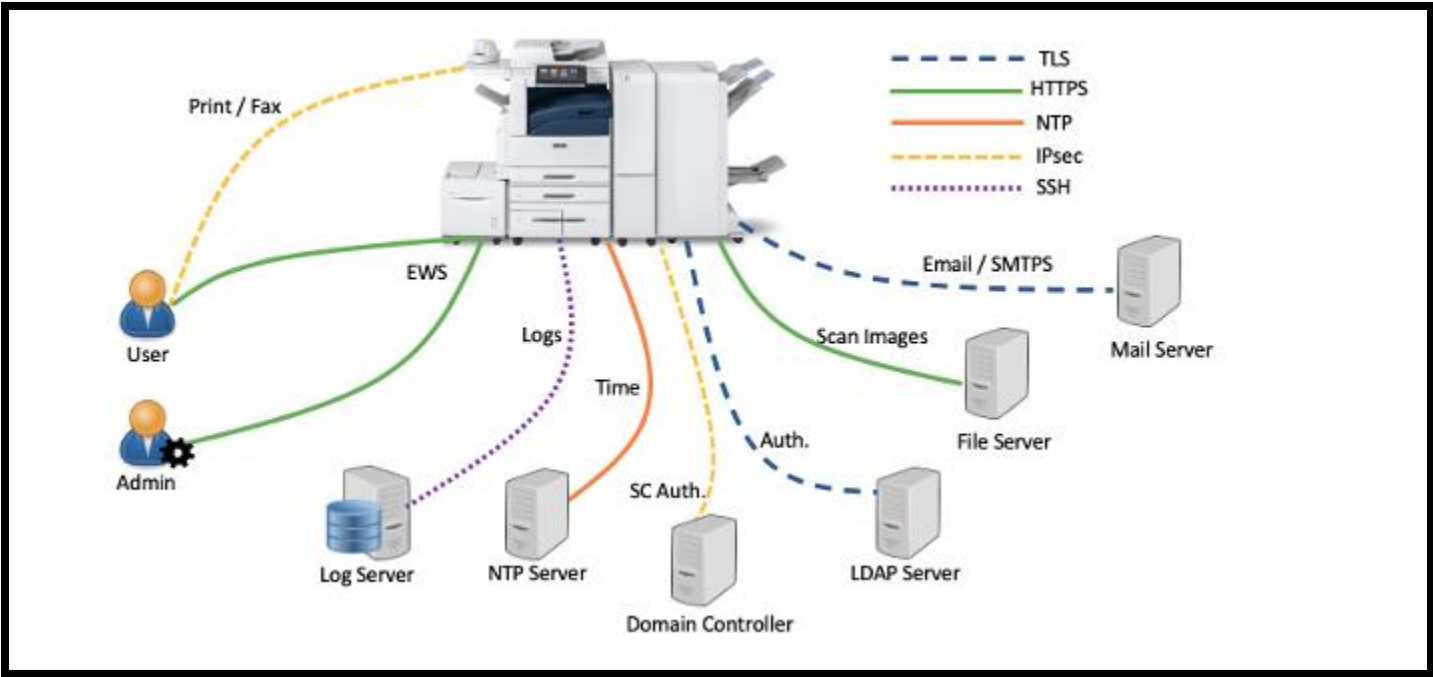 TLS
HTTPS
NTP
IPsec
SSH
Print / Fax
EWS
User
Admin
Logs
Time
SC Auth.
Auth.
Scan Images
Email / SMTPS
Mail Server
File Server
Log Server
NTP Server
LDAP Server
Domain Controller